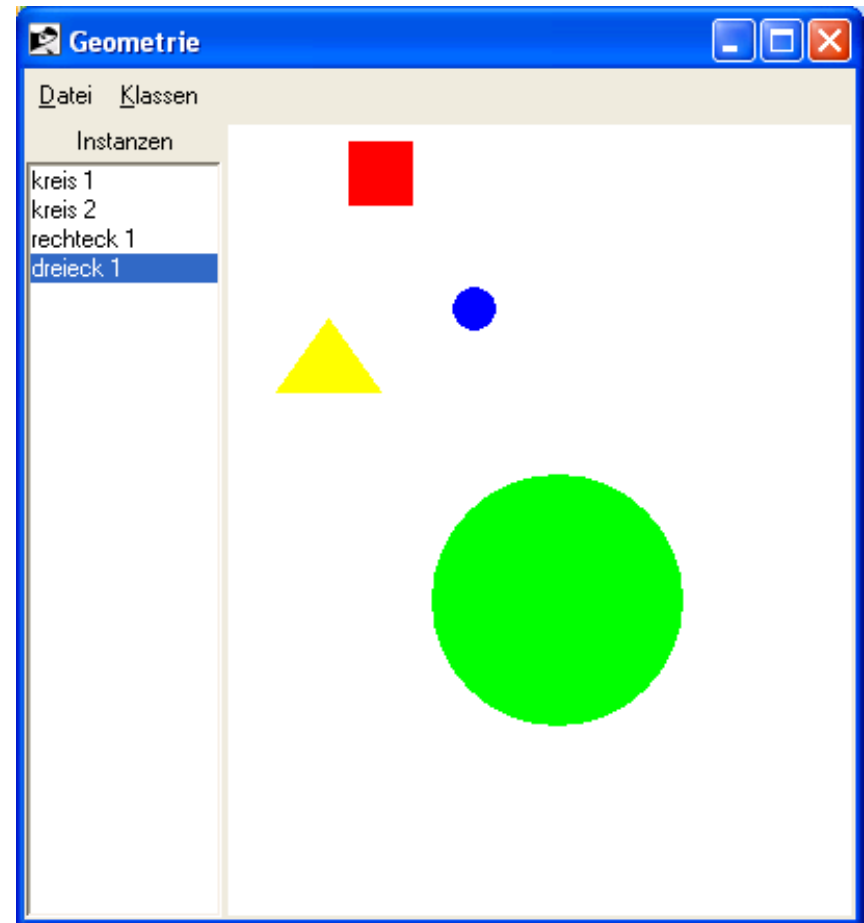 Geometrie
Datei Klassen
Instanzen
kreis 1
kreis 2
rechteck 1
dreieck 1